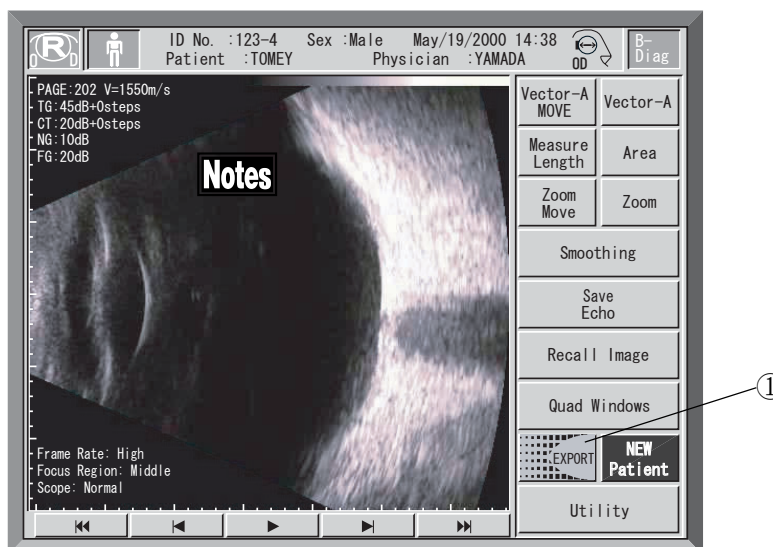 R
O D
ID No. :123-4 Sex :Male May/19/2000 14:38
Patient :TOMEY Physician :YAMADA
OD
B-
Diag
PAGE:202 V=1550m/s
TG:45dB+0steps
CT:20dB+0steps
NG:10dB
FG:20dB
Notes
Frame Rate: High
Focus Region: Middle
Scope: Normal
Vector-A
MOVE
Vector-A
Measure
Length
Area
Zoom
Move
Zoom
Smoothing
Save
Echo
Recall Image
Quad Windows
EXPORT
NEW
Patient
Utility
①